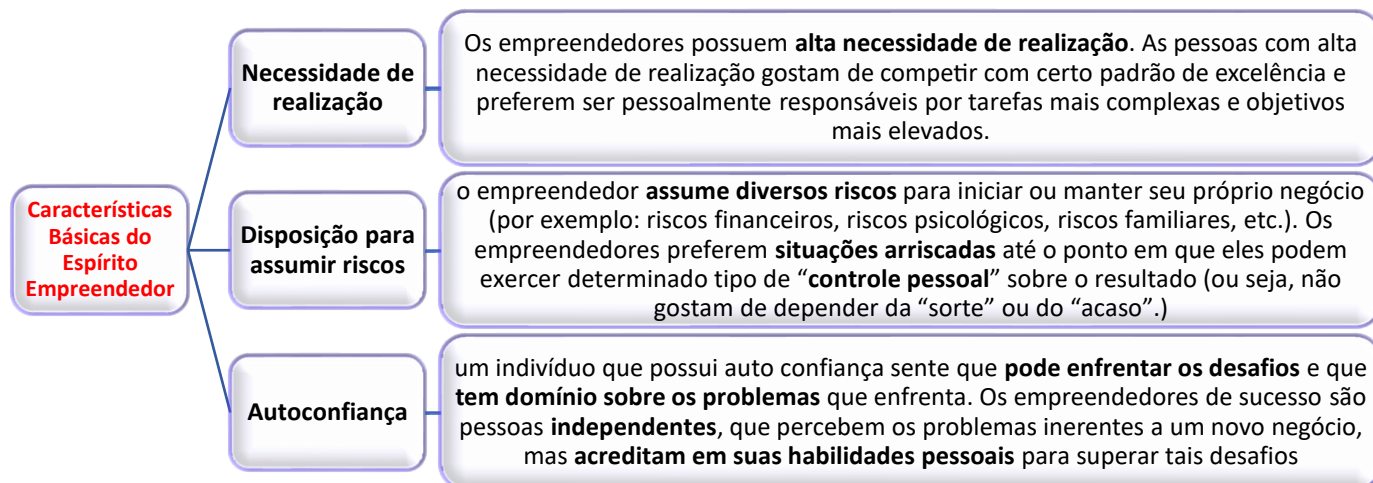 Necessidade de
realização
Os empreendedores possuem alta necessidade de realização. As pessoas com alta
necessidade de realização gostam de competir com certo padrão de excelência e
preferem ser pessoalmente responsáveis por tarefas mais complexas e objetivos
mais elevados.
Características
Básicas do
Espírito
Empreendedor
Disposição para
assumir riscos
o empreendedor assume diversos riscos para iniciar ou manter seu próprio negócio
(por exemplo: riscos financeiros, riscos psicológicos, riscos familiares, etc.). Os
empreendedores preferem situações arriscadas até o ponto em que eles podem
exercer determinado tipo de “controle pessoal” sobre o resultado (ou seja, não
gostam de depender da “sorte” ou do “acaso”.)
Autoconfiança
um indivíduo que possui auto confiança sente que pode enfrentar os desafios e que
tem domínio sobre os problemas que enfrenta. Os empreendedores de sucesso são
pessoas independentes, que percebem os problemas inerentes a um novo negócio,
mas acreditam em suas habilidades pessoais para superar tais desafios